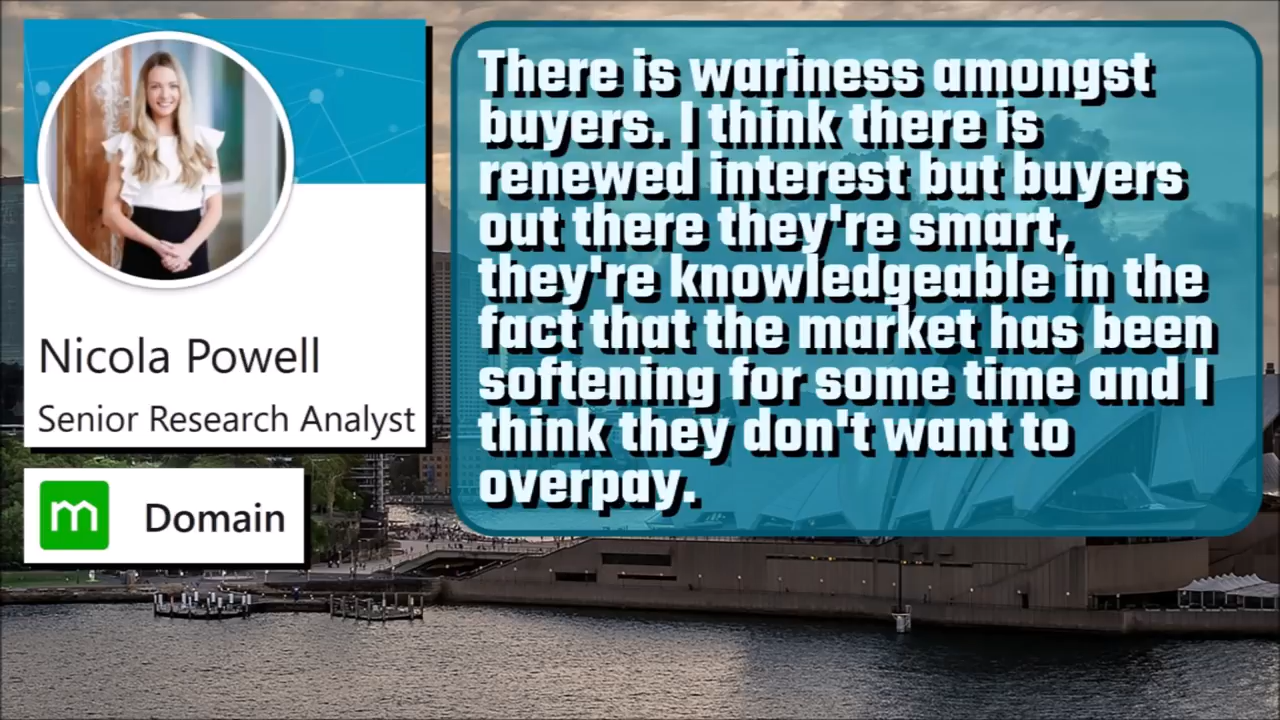 Nicola Powell
Senior Research Analyst
m Domain
There is wariness amongst
buyers. I think there is
renewed interest but buyers
out there they're smart,
they're knowledgeable in the
fact that the market has been
softening for some time and I
think they don't want to
overpay.